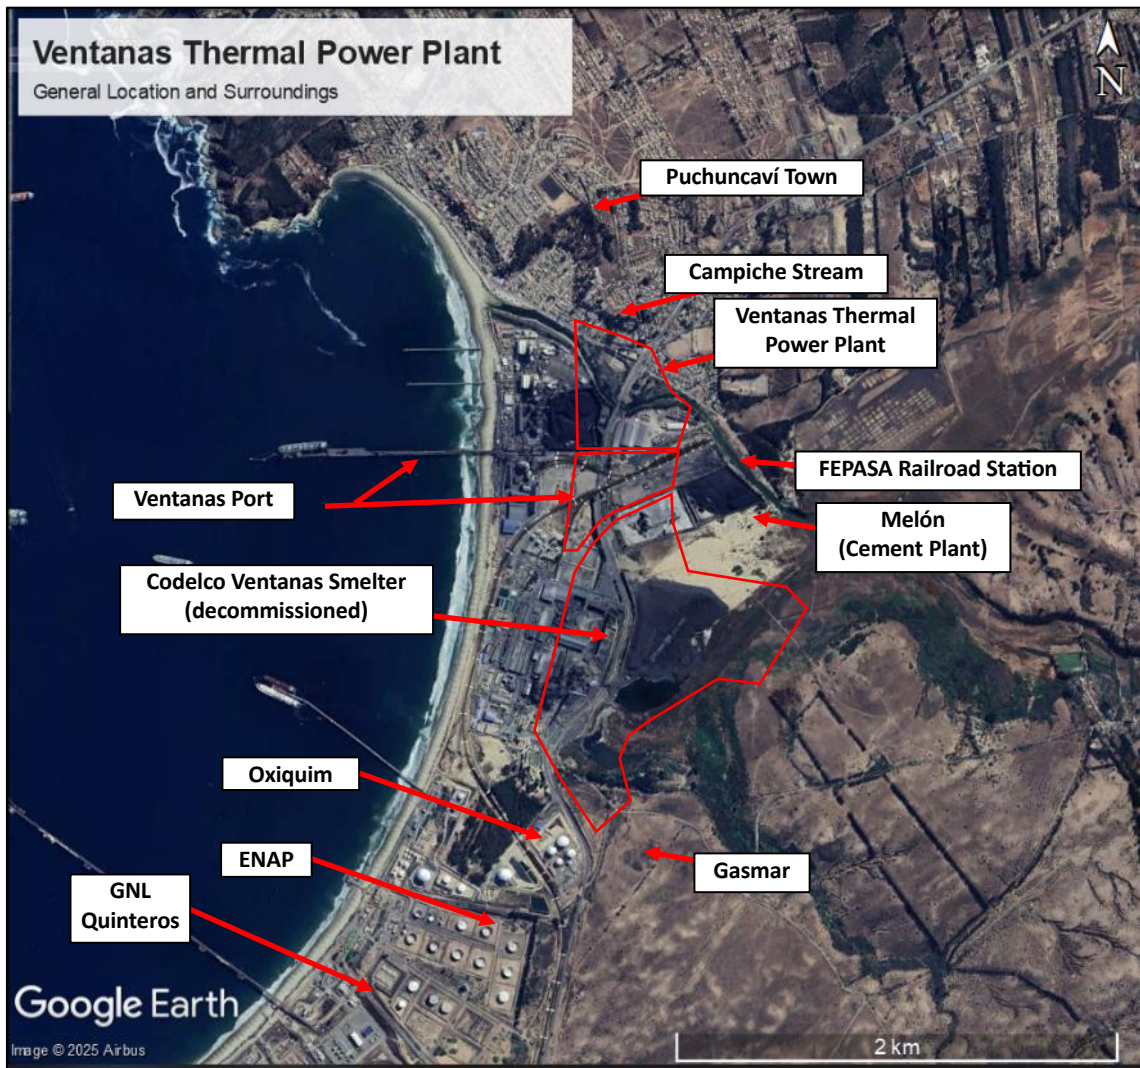 Ventanas Thermal Power Plant
General Location and Surroundings
N
Puchuncaví Town
Campiche Stream
Ventanas Thermal
Power Plant
FEPASA Railroad Station
Ventanas Port
Melón
(Cement Plant)
Codelco Ventanas Smelter
(decommissioned)
Oxiquim
ENAP
Gasmar
GNL
Quinteros
Google Earth
Image © 2025 Airbus
2 km